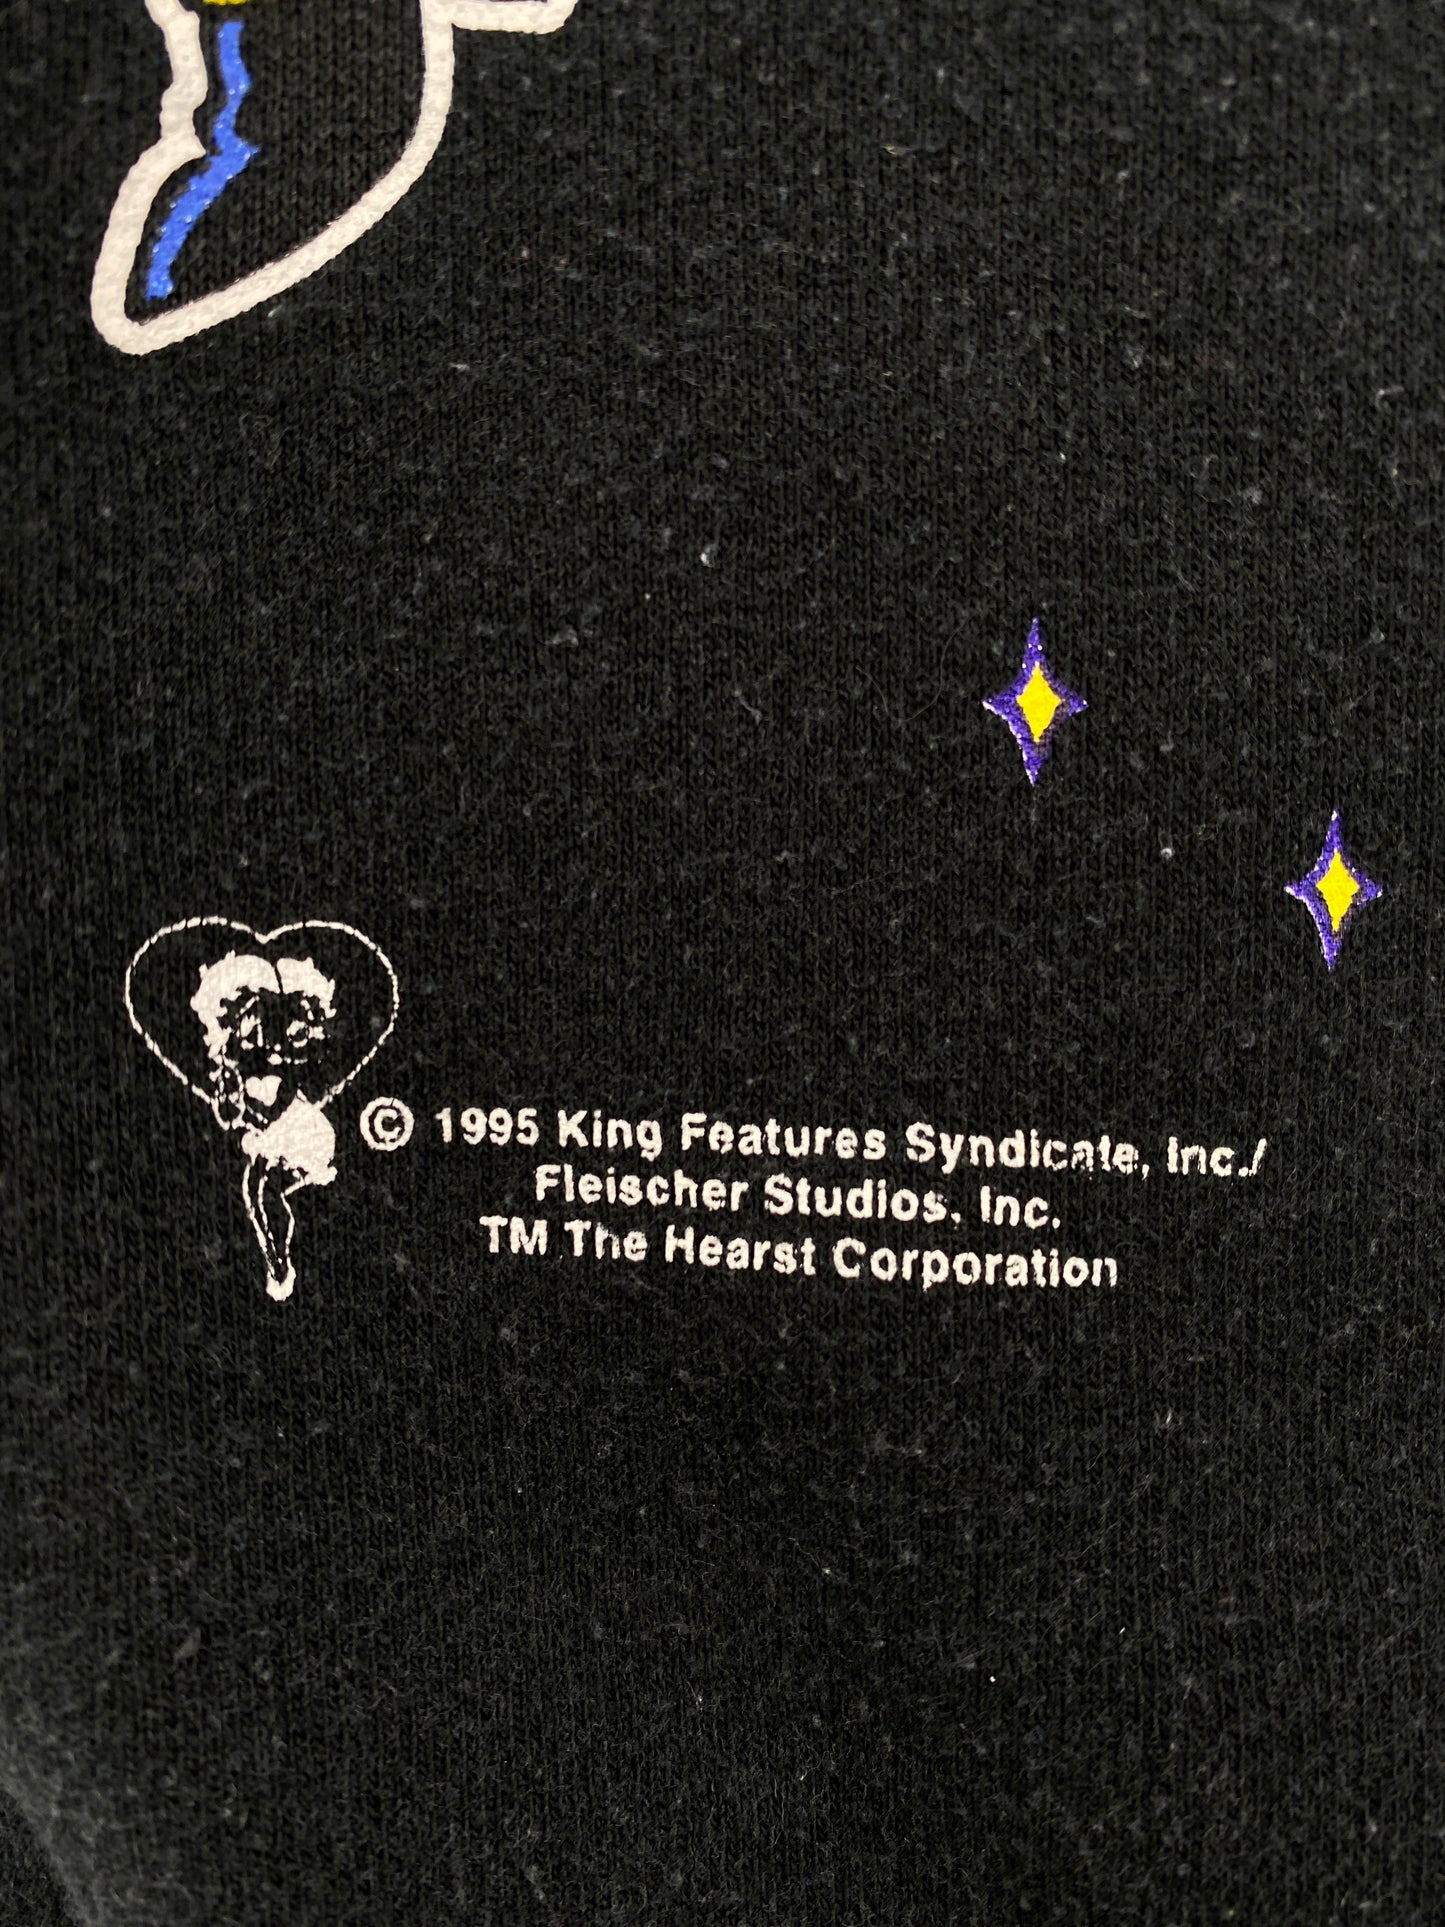 © 1995 King Features Syndicate, Inc./
Fleischer Studios, Inc.
TM The Hearst Corporation